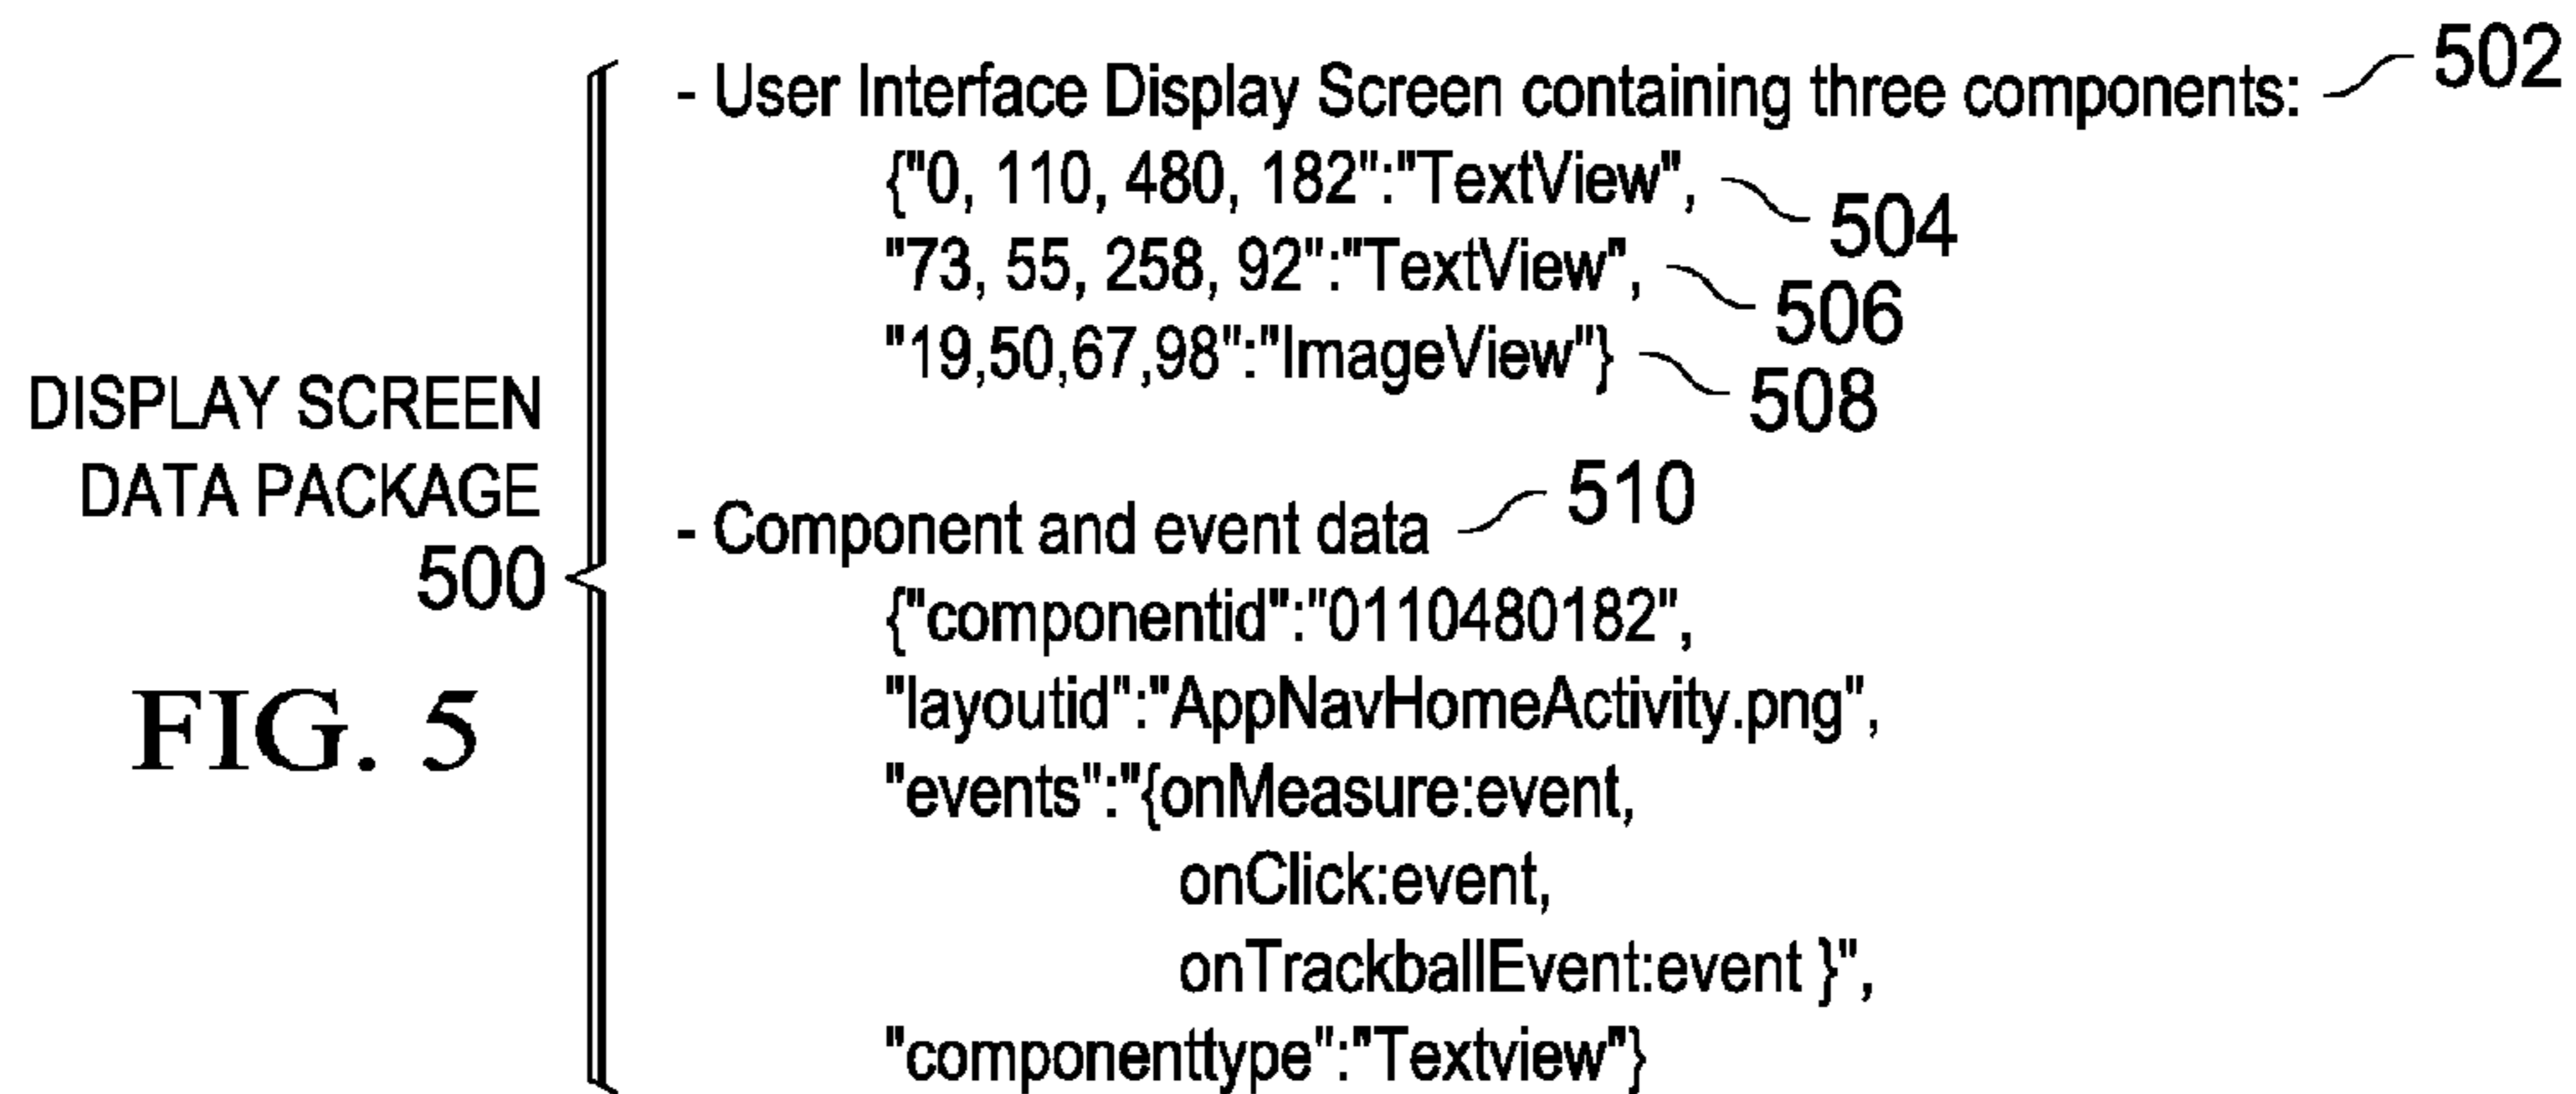 - User Interface Display Screen containing three components: 502
{"0, 110, 480, 182":"TextView", 504
"73, 55, 258, 92":"TextView", 506
"19,50,67,98":"ImageView"} 508
DISPLAY SCREEN
DATA PACKAGE
500
- Component and event data 510
{"componentid":"0110480182",
"layoutid":"AppNavHomeActivity.png",
"events":"{onMeasure:event,
onClick:event,
onTrackballEvent:event }",
"componenttype":"Textview"}
FIG. 5